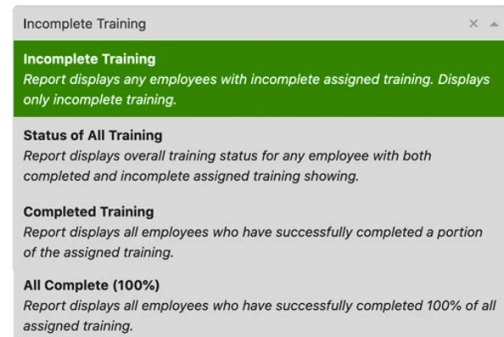 Incomplete Training
Incomplete Training
Report displays any employees with incomplete assigned training. Displays
only incomplete training.
Status of All Training
Report displays overall training status for any employee with both
completed and incomplete assigned training showing.
Completed Training
Report displays all employees who have successfully completed a portion
of the assigned training.
All Complete (100%)
Report displays all employees who have successfully completed 100% of all
assigned training.